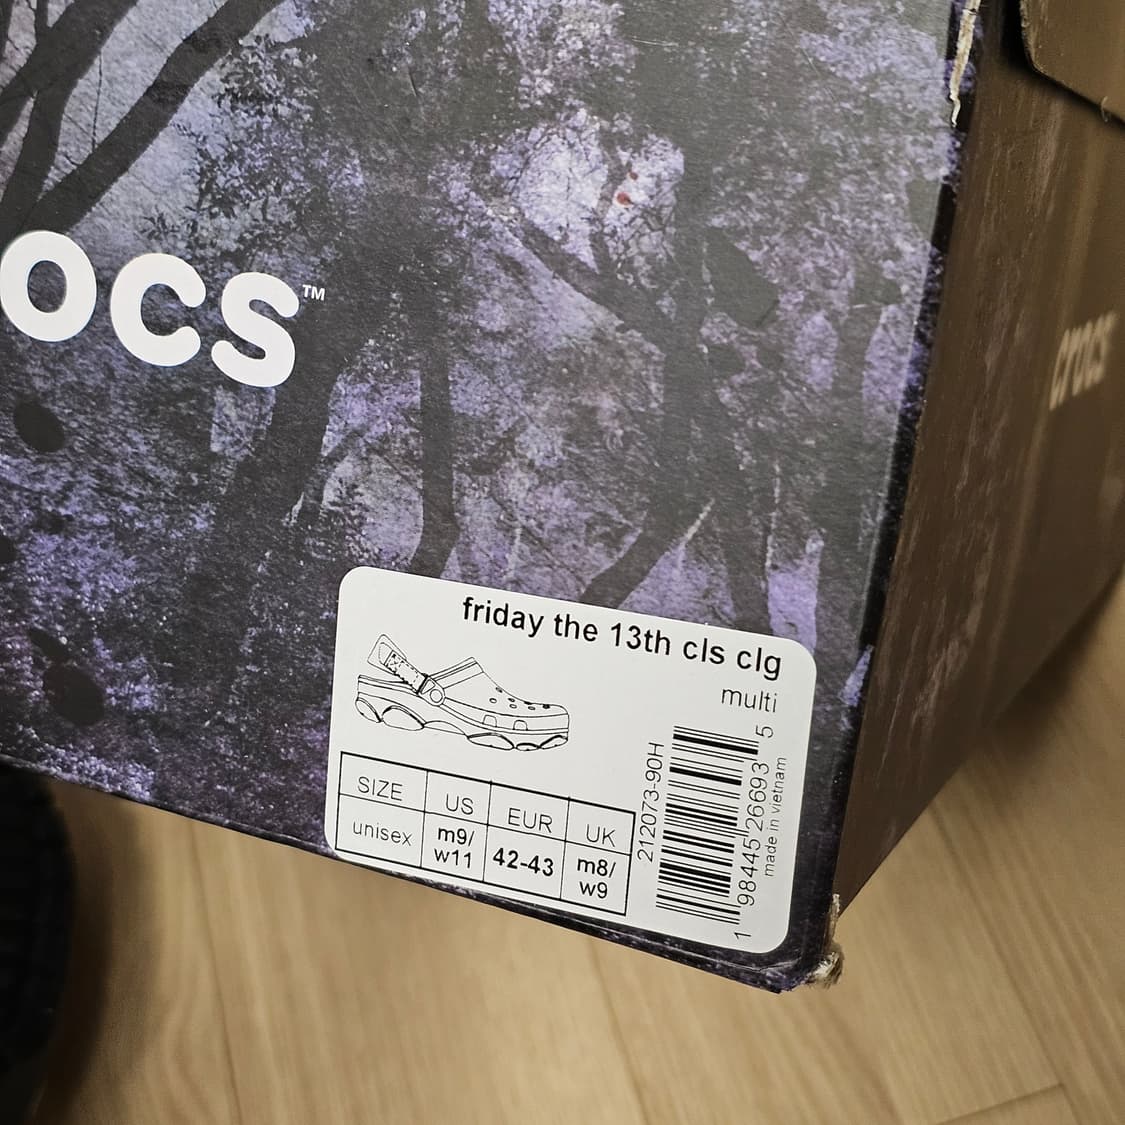 ocs™
crocs
friday the 13th cls clg
multi
SIZE US EUR UK
unisex m9/w11 42-43 m8/w9
212073-90H
1 98445 26693 5
made in vietnam